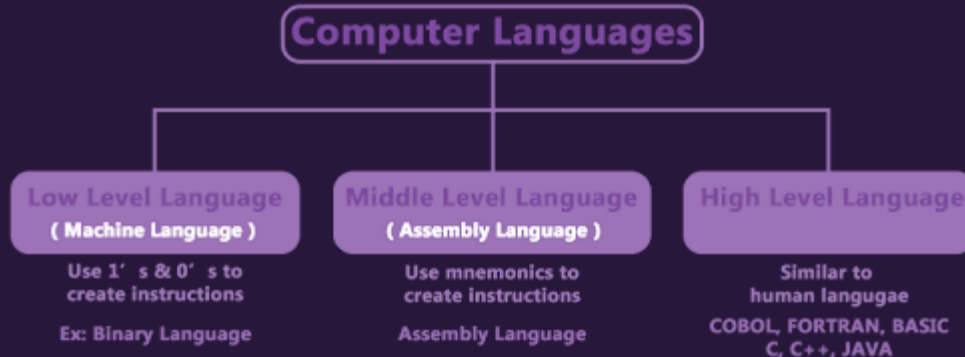 Computer Languages
Low Level Language
( Machine Language )
Use 1′ s & 0′ s to
create instructions
Ex: Binary Language
Middle Level Language
( Assembly Language )
Use mnemonics to
create instructions
Assembly Language
High Level Language
Similar to
human langugae
COBOL, FORTRAN, BASIC
C, C++, JAVA